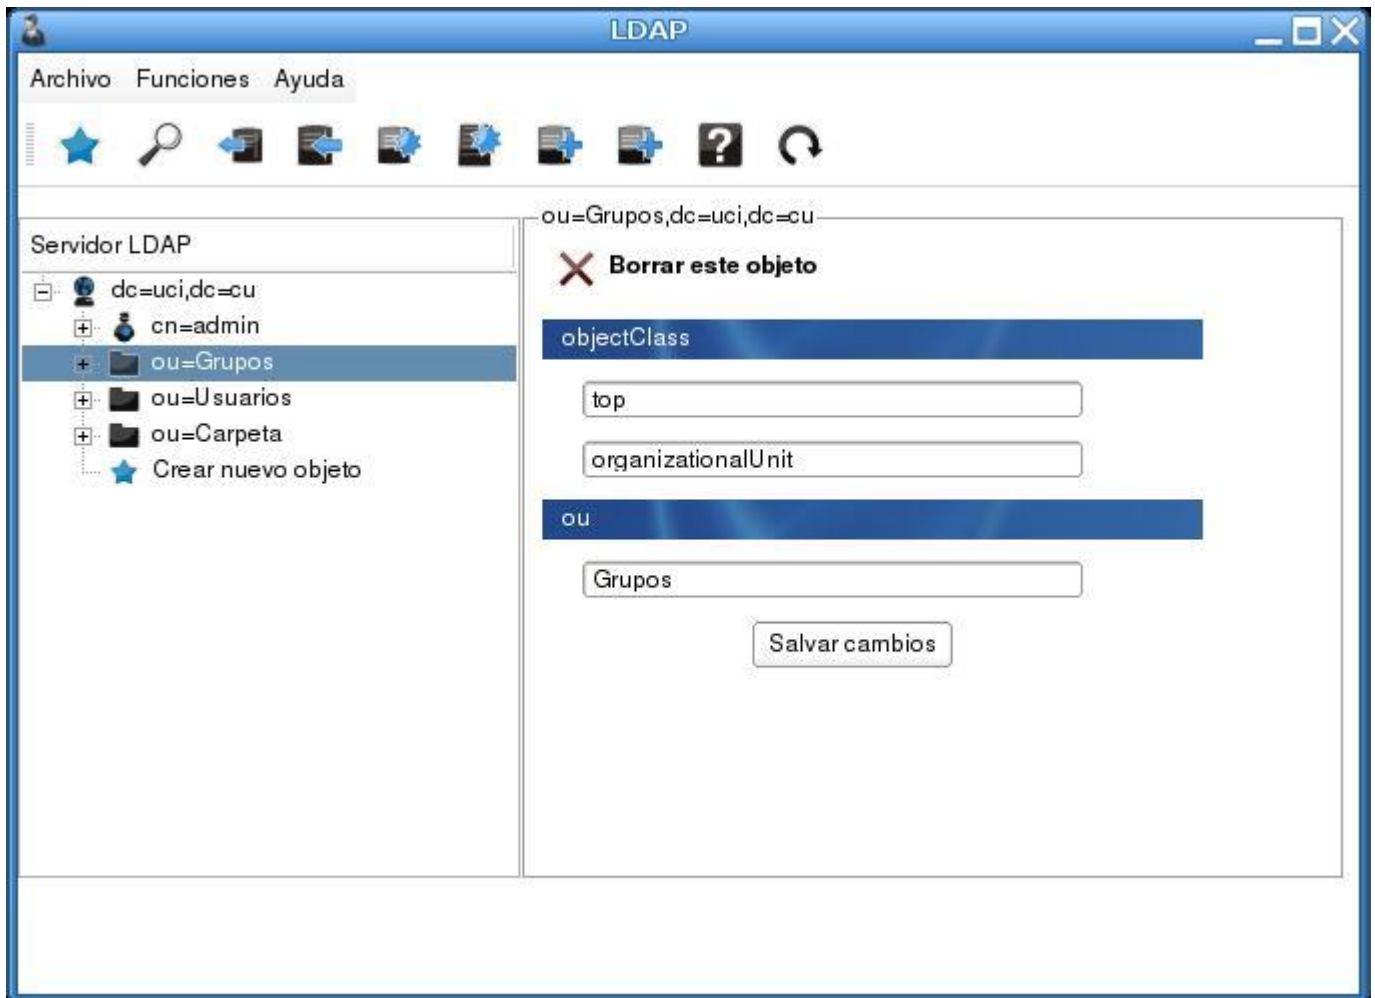 LDAP
Archivo Funciones Ayuda
?
Servidor LDAP
dc=uci,dc=cu
cn=admin
ou=Grupos
ou=Usuarios
ou=Carpeta
Crear nuevo objeto
ou=Grupos,dc=uci,dc=cu
Borrar este objeto
objectClass
top
organizationalUnit
ou
Grupos
Salvar cambios